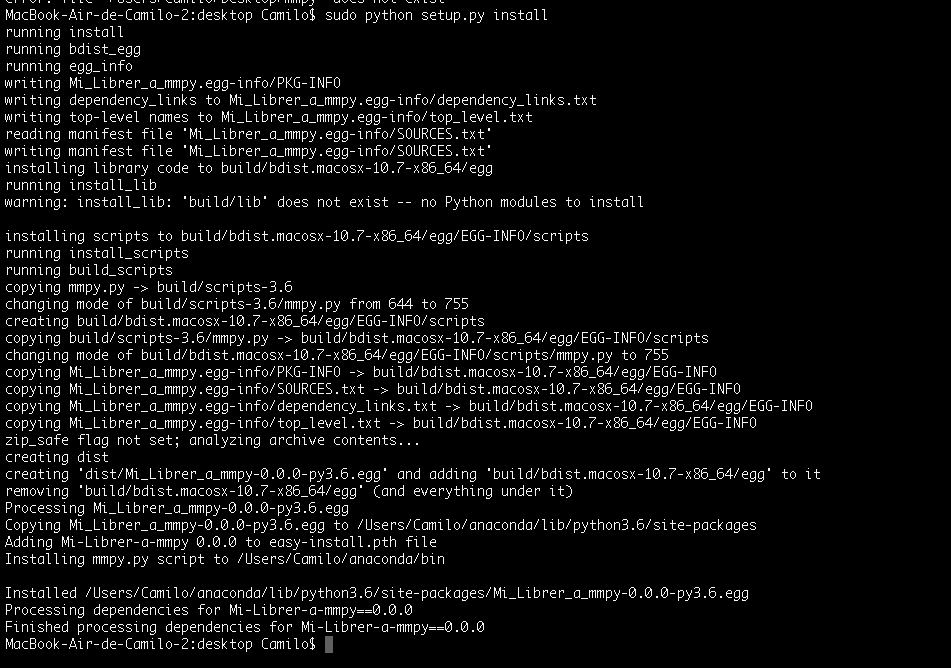 MacBook-Air-de-Camilo-2:desktop Camilo$ sudo python setup.py install
running install
running bdist_egg
running egg_info
writing Mi_Librer_a_mmpy.egg-info/PKG-INFO
writing dependency_links to Mi_Librer_a_mmpy.egg-info/dependency_links.txt
writing top-level names to Mi_Librer_a_mmpy.egg-info/top_level.txt
reading manifest file 'Mi_Librer_a_mmpy.egg-info/SOURCES.txt'
writing manifest file 'Mi_Librer_a_mmpy.egg-info/SOURCES.txt'
installing library code to build/bdist.macosx-10.7-x86_64/egg
running install_lib
warning: install_lib: 'build/lib' does not exist -- no Python modules to install

installing scripts to build/bdist.macosx-10.7-x86_64/egg/EGG-INFO/scripts
running install_scripts
running build_scripts
copying mmpy.py -> build/scripts-3.6
changing mode of build/scripts-3.6/mmpy.py from 644 to 755
creating build/bdist.macosx-10.7-x86_64/egg/EGG-INFO/scripts
copying build/scripts-3.6/mmpy.py -> build/bdist.macosx-10.7-x86_64/egg/EGG-INFO/scripts
changing mode of build/bdist.macosx-10.7-x86_64/egg/EGG-INFO/scripts/mmpy.py to 755
copying Mi_Librer_a_mmpy.egg-info/PKG-INFO -> build/bdist.macosx-10.7-x86_64/egg/EGG-INFO
copying Mi_Librer_a_mmpy.egg-info/SOURCES.txt -> build/bdist.macosx-10.7-x86_64/egg/EGG-INFO
copying Mi_Librer_a_mmpy.egg-info/dependency_links.txt -> build/bdist.macosx-10.7-x86_64/egg/EGG-INFO
copying Mi_Librer_a_mmpy.egg-info/top_level.txt -> build/bdist.macosx-10.7-x86_64/egg/EGG-INFO
zip_safe flag not set; analyzing archive contents...
creating dist
creating 'dist/Mi_Librer_a_mmpy-0.0.0-py3.6.egg' and adding 'build/bdist.macosx-10.7-x86_64/egg' to it
removing 'build/bdist.macosx-10.7-x86_64/egg' (and everything under it)
Processing Mi_Librer_a_mmpy-0.0.0-py3.6.egg
Copying Mi_Librer_a_mmpy-0.0.0-py3.6.egg to /Users/Camilo/anaconda/lib/python3.6/site-packages
Adding Mi-Librer-a-mmpy 0.0.0 to easy-install.pth file
Installing mmpy.py script to /Users/Camilo/anaconda/bin

Installed /Users/Camilo/anaconda/lib/python3.6/site-packages/Mi_Librer_a_mmpy-0.0.0-py3.6.egg
Processing dependencies for Mi-Librer-a-mmpy==0.0.0
Finished processing dependencies for Mi-Librer-a-mmpy==0.0.0
MacBook-Air-de-Camilo-2:desktop Camilo$